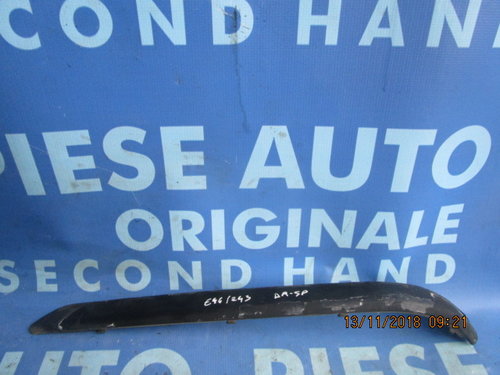 SECOND HAND
PIESE AUTO
ORIGINALE
SECOND HAND
E46/243 DR-SP
13/11/2018 09:21
PIESE AUTO